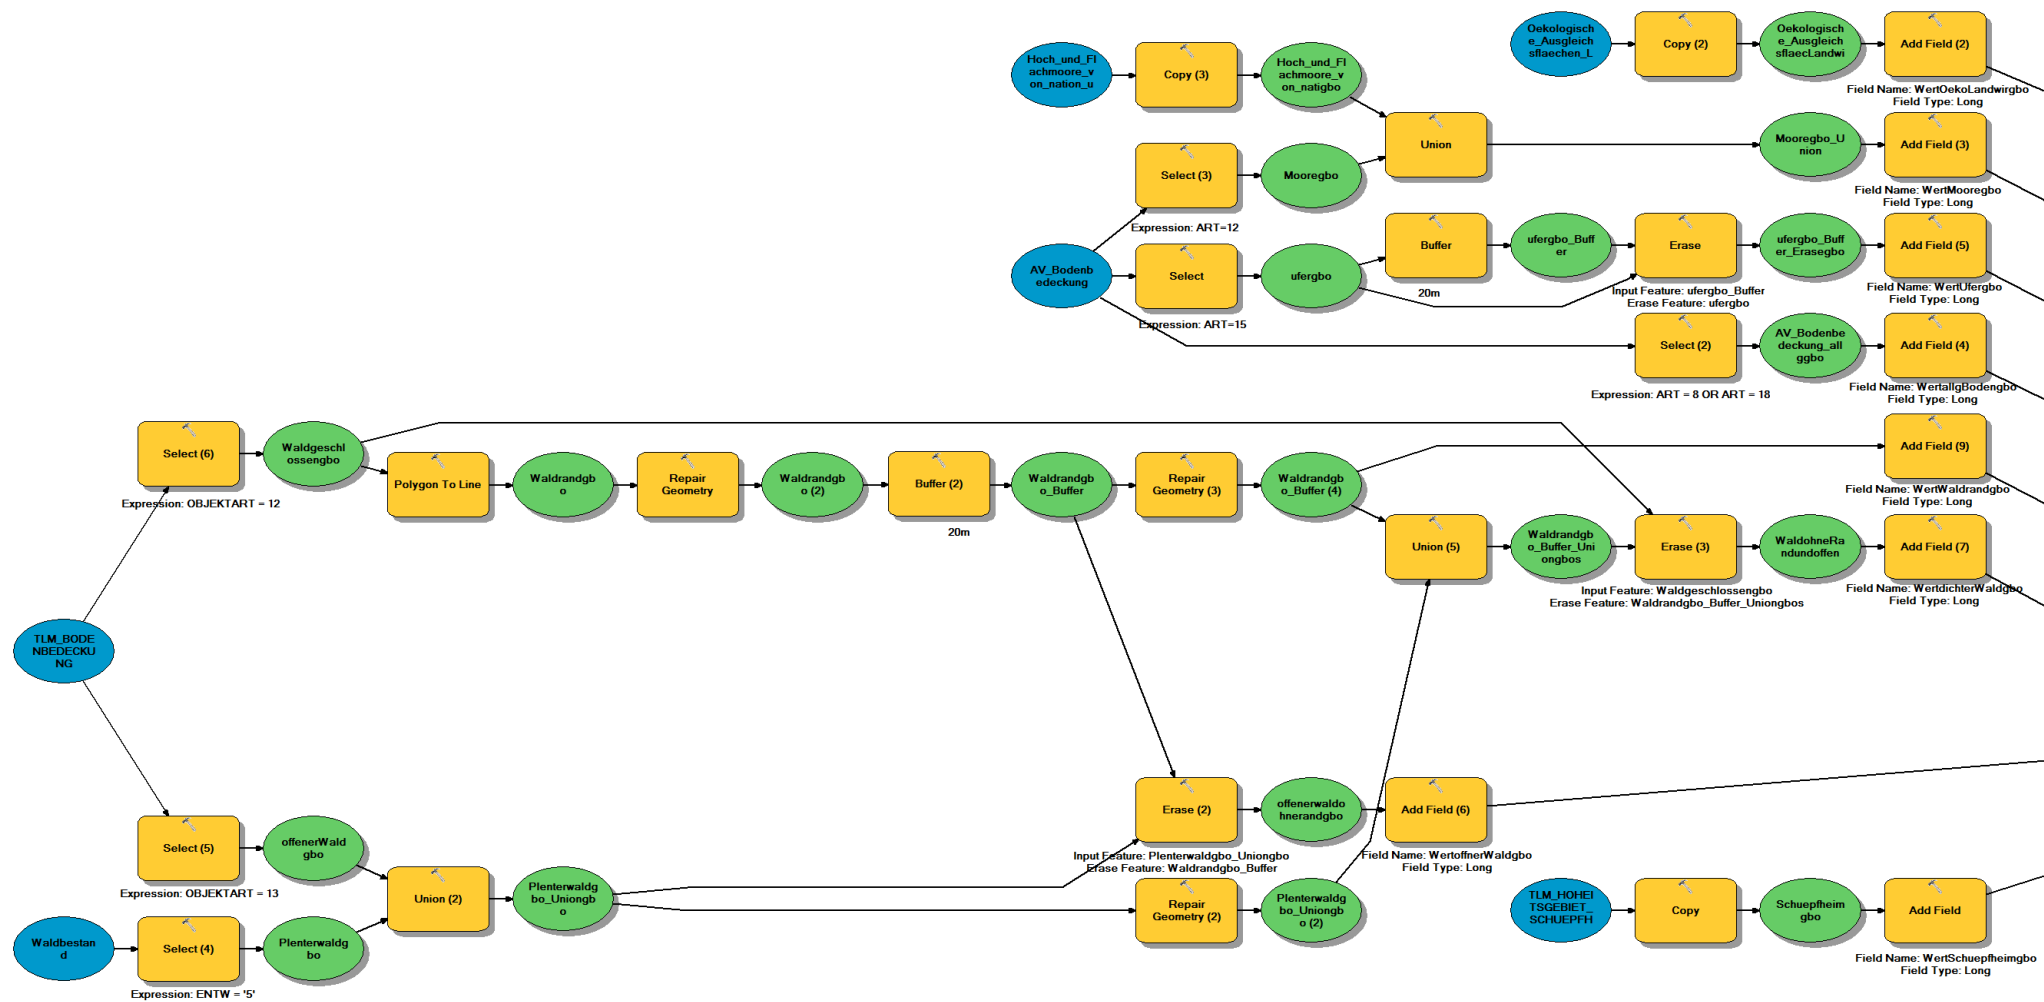 Oekologisch
e_Ausgleich
sflaechen_L
Copy (2)
Oekologisch
e_Ausgleich
sflaecLandwi
Add Field (2)
Field Name: WertOekoLandwirgbo
Field Type: Long
Hoch_und_Fl
achmoore_v
on_nation_u
Copy (3)
Hoch_und_Fl
achmoore_v
on_natigbo
Union
Mooregbo_U
nion
Add Field (3)
Field Name: WertMooregbo
Field Type: Long
Select (3)
Expression: ART=12
Mooregbo
AV_Bodenb
edeckung
Select
Expression: ART=15
ufergbo
Buffer
20m
ufergbo_Buff
er
Erase
Input Feature: ufergbo_Buffer
Erase Feature: ufergbo
ufergbo_Buff
er_Erasegbo
Add Field (5)
Field Name: WertUfergbo
Field Type: Long
Select (2)
Expression: ART = 8 OR ART = 18
AV_Bodenbe
deckung_all
ggbo
Add Field (4)
Field Name: WertallgBodengbo
Field Type: Long
Select (6)
Expression: OBJEKTART = 12
Waldgeschl
ossengbo
Polygon To Line
Waldrandgb
o
Repair
Geometry
Waldrandgb
o (2)
Buffer (2)
20m
Waldrandgb
o_Buffer
Repair
Geometry (3)
Waldrandgb
o_Buffer (4)
Add Field (9)
Field Name: WertWaldrandgbo
Field Type: Long
Union (5)
Waldrandgb
o_Buffer_Uni
ongbos
Erase (3)
Input Feature: Waldgeschlossengbo
Erase Feature: Waldrandgbo_Buffer_Uniongbos
WaldohneRa
ndundoffen
Add Field (7)
Field Name: WertdichterWaldgbo
Field Type: Long
TLM_BODE
NBEDECKU
NG
Select (5)
Expression: OBJEKTART = 13
offenerWald
gbo
Union (2)
Plenterwaldg
bo_Uniongb
o
Erase (2)
Input Feature: Plenterwaldgbo_Uniongbo
Erase Feature: Waldrandgbo_Buffer
offenerwaldo
hnerandgbo
Add Field (6)
Field Name: WertoffnerWaldgbo
Field Type: Long
Waldbestan
d
Select (4)
Expression: ENTW = '5'
Plenterwaldg
bo
Repair
Geometry (2)
Plenterwaldg
bo_Uniongb
o (2)
TLM_HOHEI
TSGEBIET_
SCHUEPFH
Copy
Schuepfheim
gbo
Add Field
Field Name: WertSchuepfheimgbo
Field Type: Long